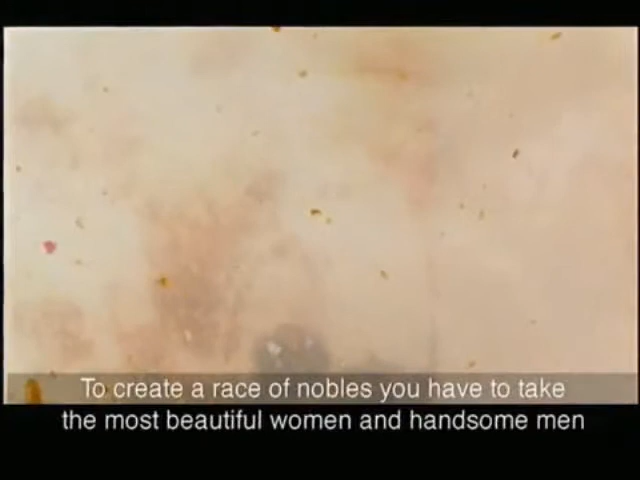 To create a race of nobles you have to take
the most beautiful women and handsome men